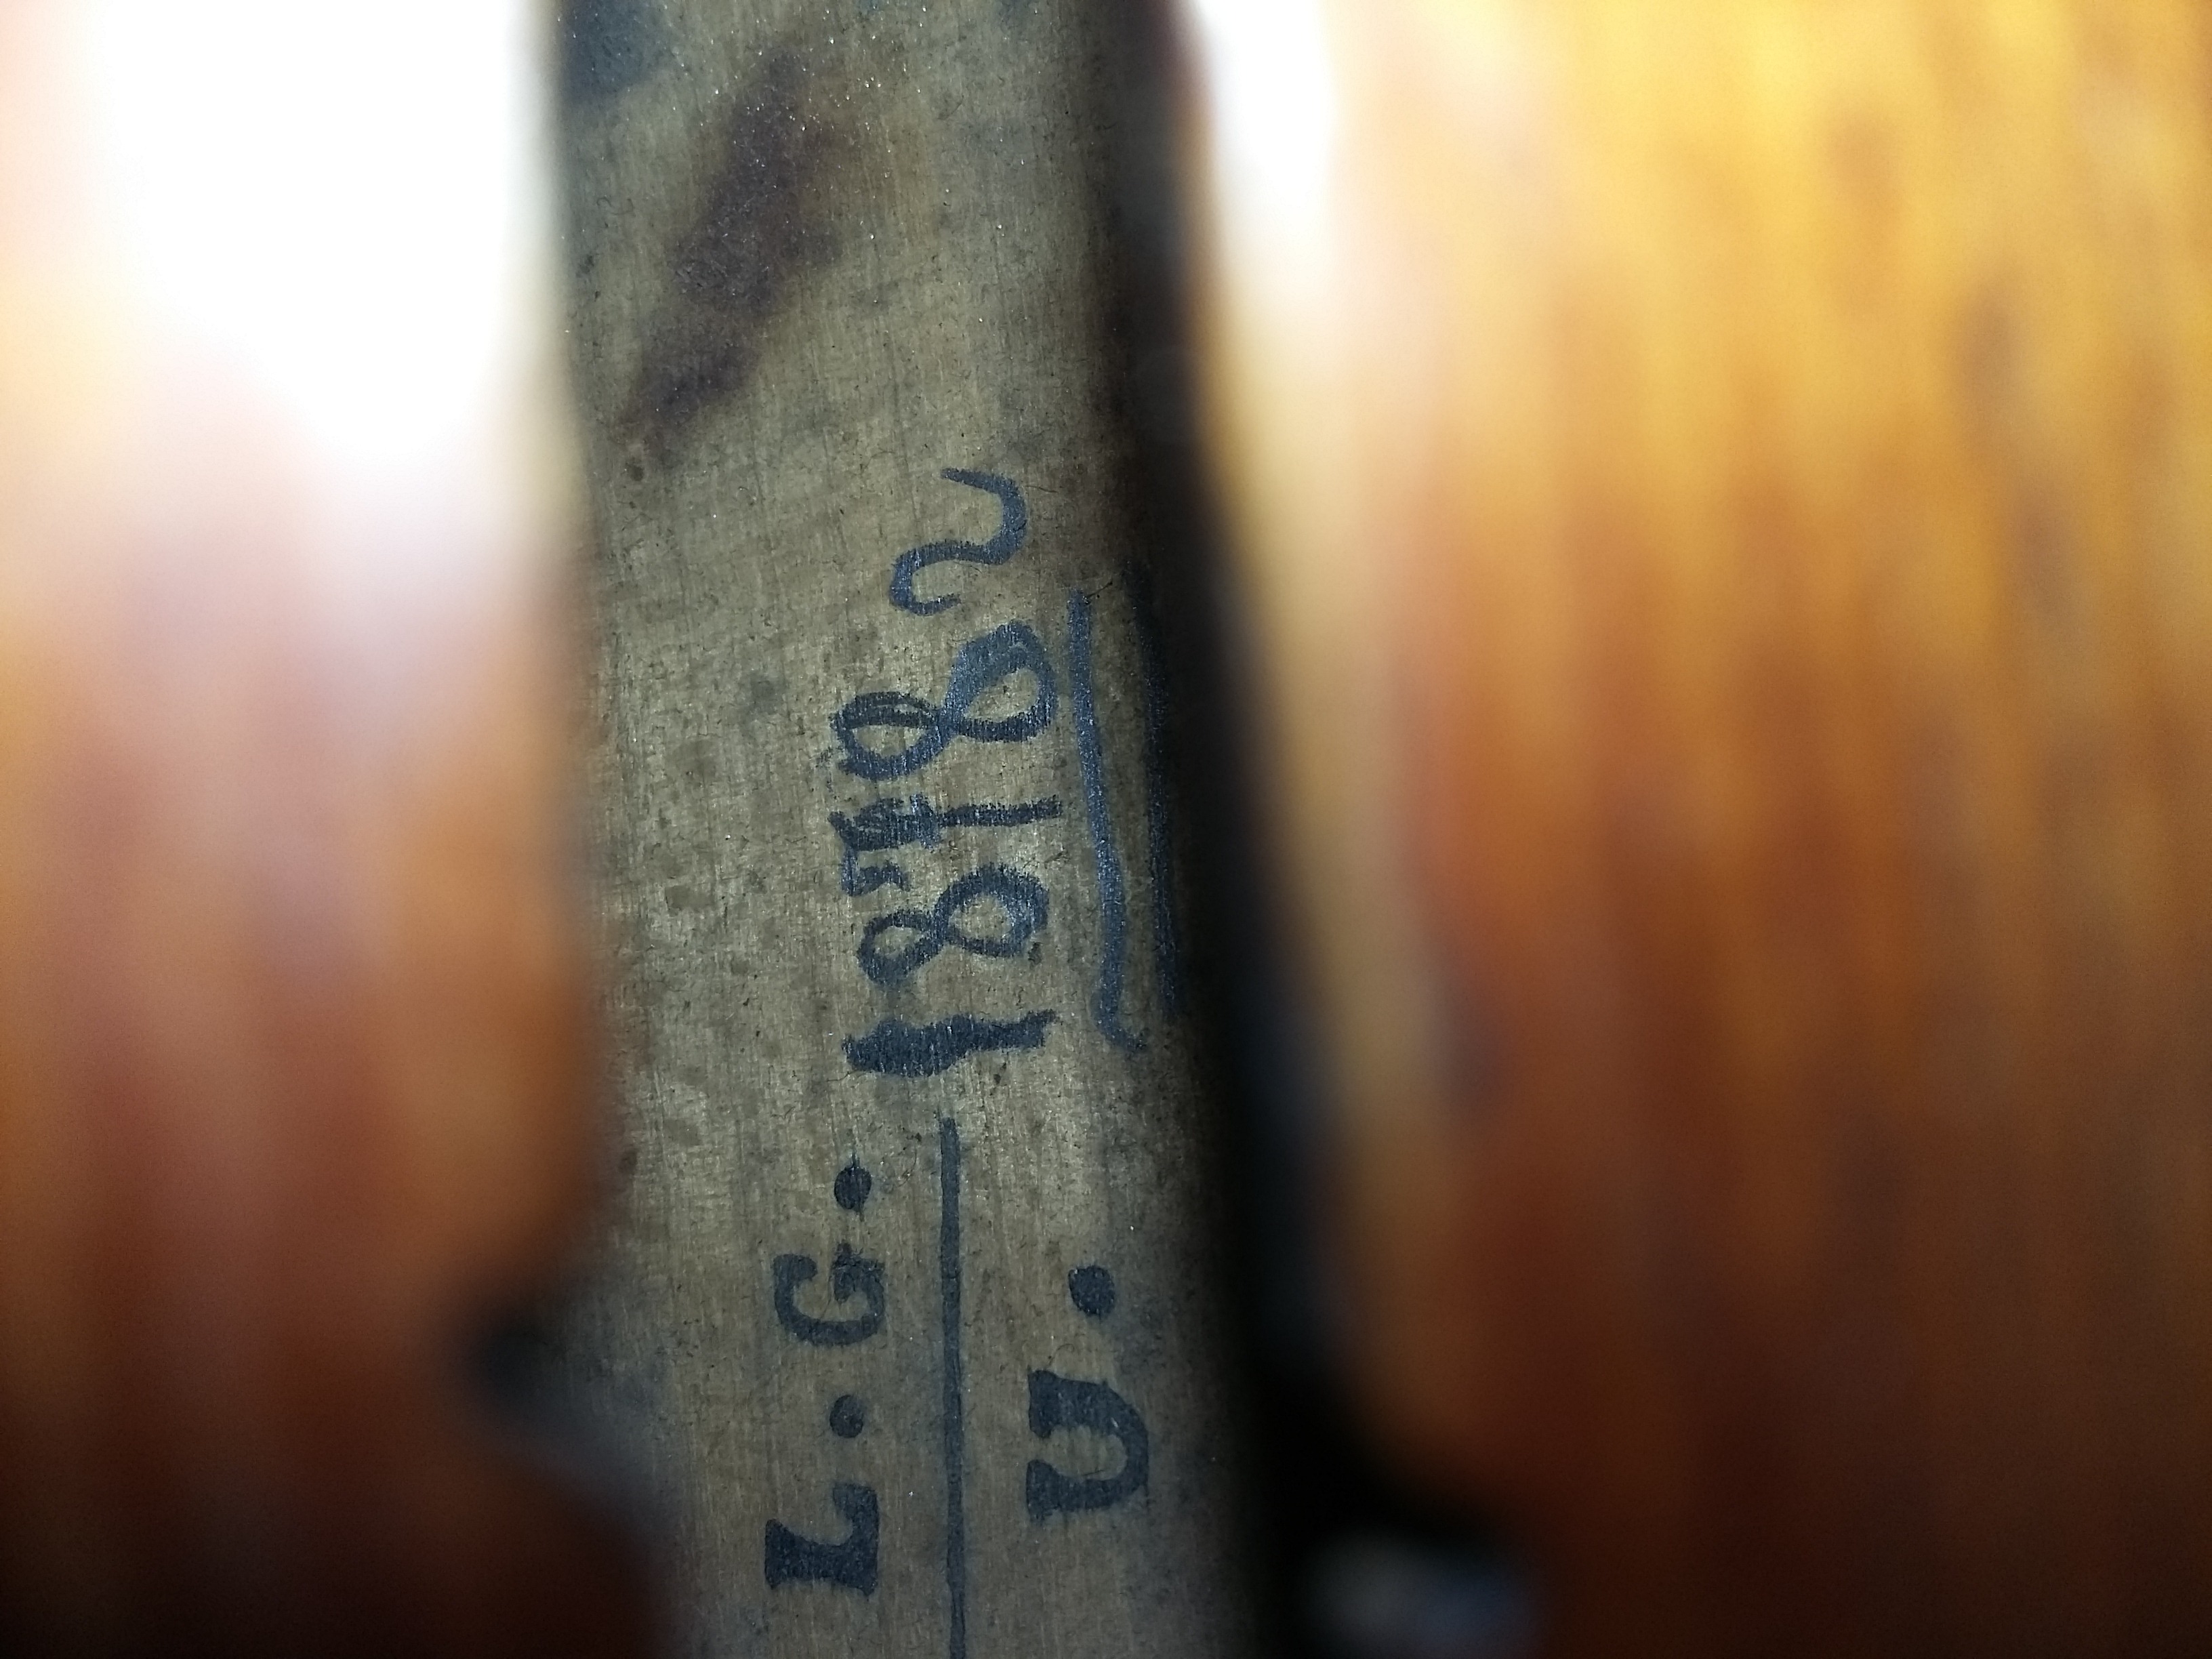 L. G. 1878 ~
U.